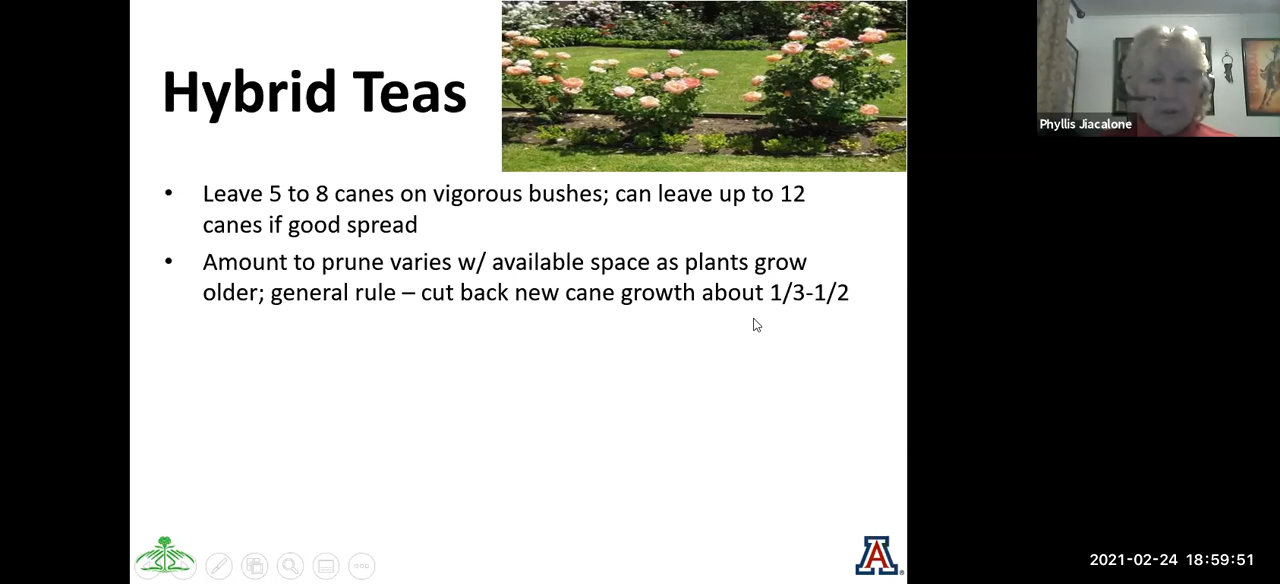 Hybrid Teas
Phyllis Jiacalone
• Leave 5 to 8 canes on vigorous bushes; can leave up to 12
canes if good spread
• Amount to prune varies w/ available space as plants grow
older; general rule – cut back new cane growth about 1/3-1/2
A
2021-02-24 18:59:51